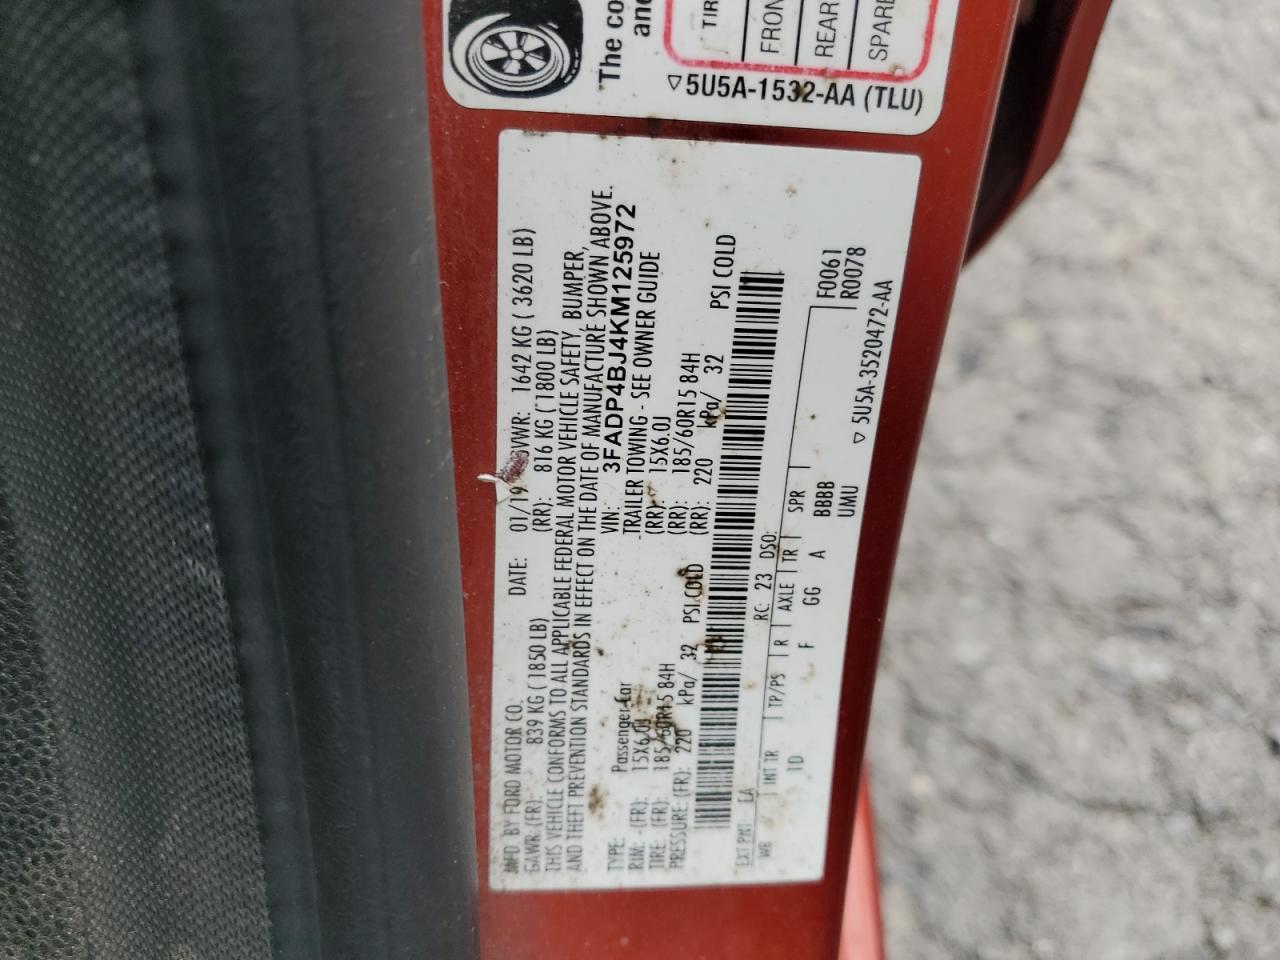 The co
and
TIR
FRON
REAR
SPARE
▽5U5A-1532-AA (TLU)
MFD. BY FORD MOTOR CO. DATE: 01/19 GVWR: 1642 KG ( 3620 LB)
GAWR (FR): 839 KG ( 1850 LB) (RR): 816 KG ( 1800 LB)
THIS VEHICLE CONFORMS TO ALL APPLICABLE FEDERAL MOTOR VEHICLE SAFETY, BUMPER,
AND THEFT PREVENTION STANDARDS IN EFFECT ON THE DATE OF MANUFACTURE SHOWN ABOVE.
VIN: 3FADP4BJ4KM125972
TYPE: Passenger Car TRAILER TOWING - SEE OWNER GUIDE
RIM: -(FR): 15X6.0J (RR): 15X6.0J
TIRE: (FR): 185/60R15 84H (RR): 185/60R15 84H
PRESSURE (FR): 220 kPa/ 32 PSI COLD (RR): 220 kPa/ 32 PSI COLD
EXT PNT: EA RC: 23 DSO:
WB INT TR TP/PS R AXLE TR SPR F0061
ID F GG A BBBB R0078
UMU
▽ 5U5A-3520472-AA